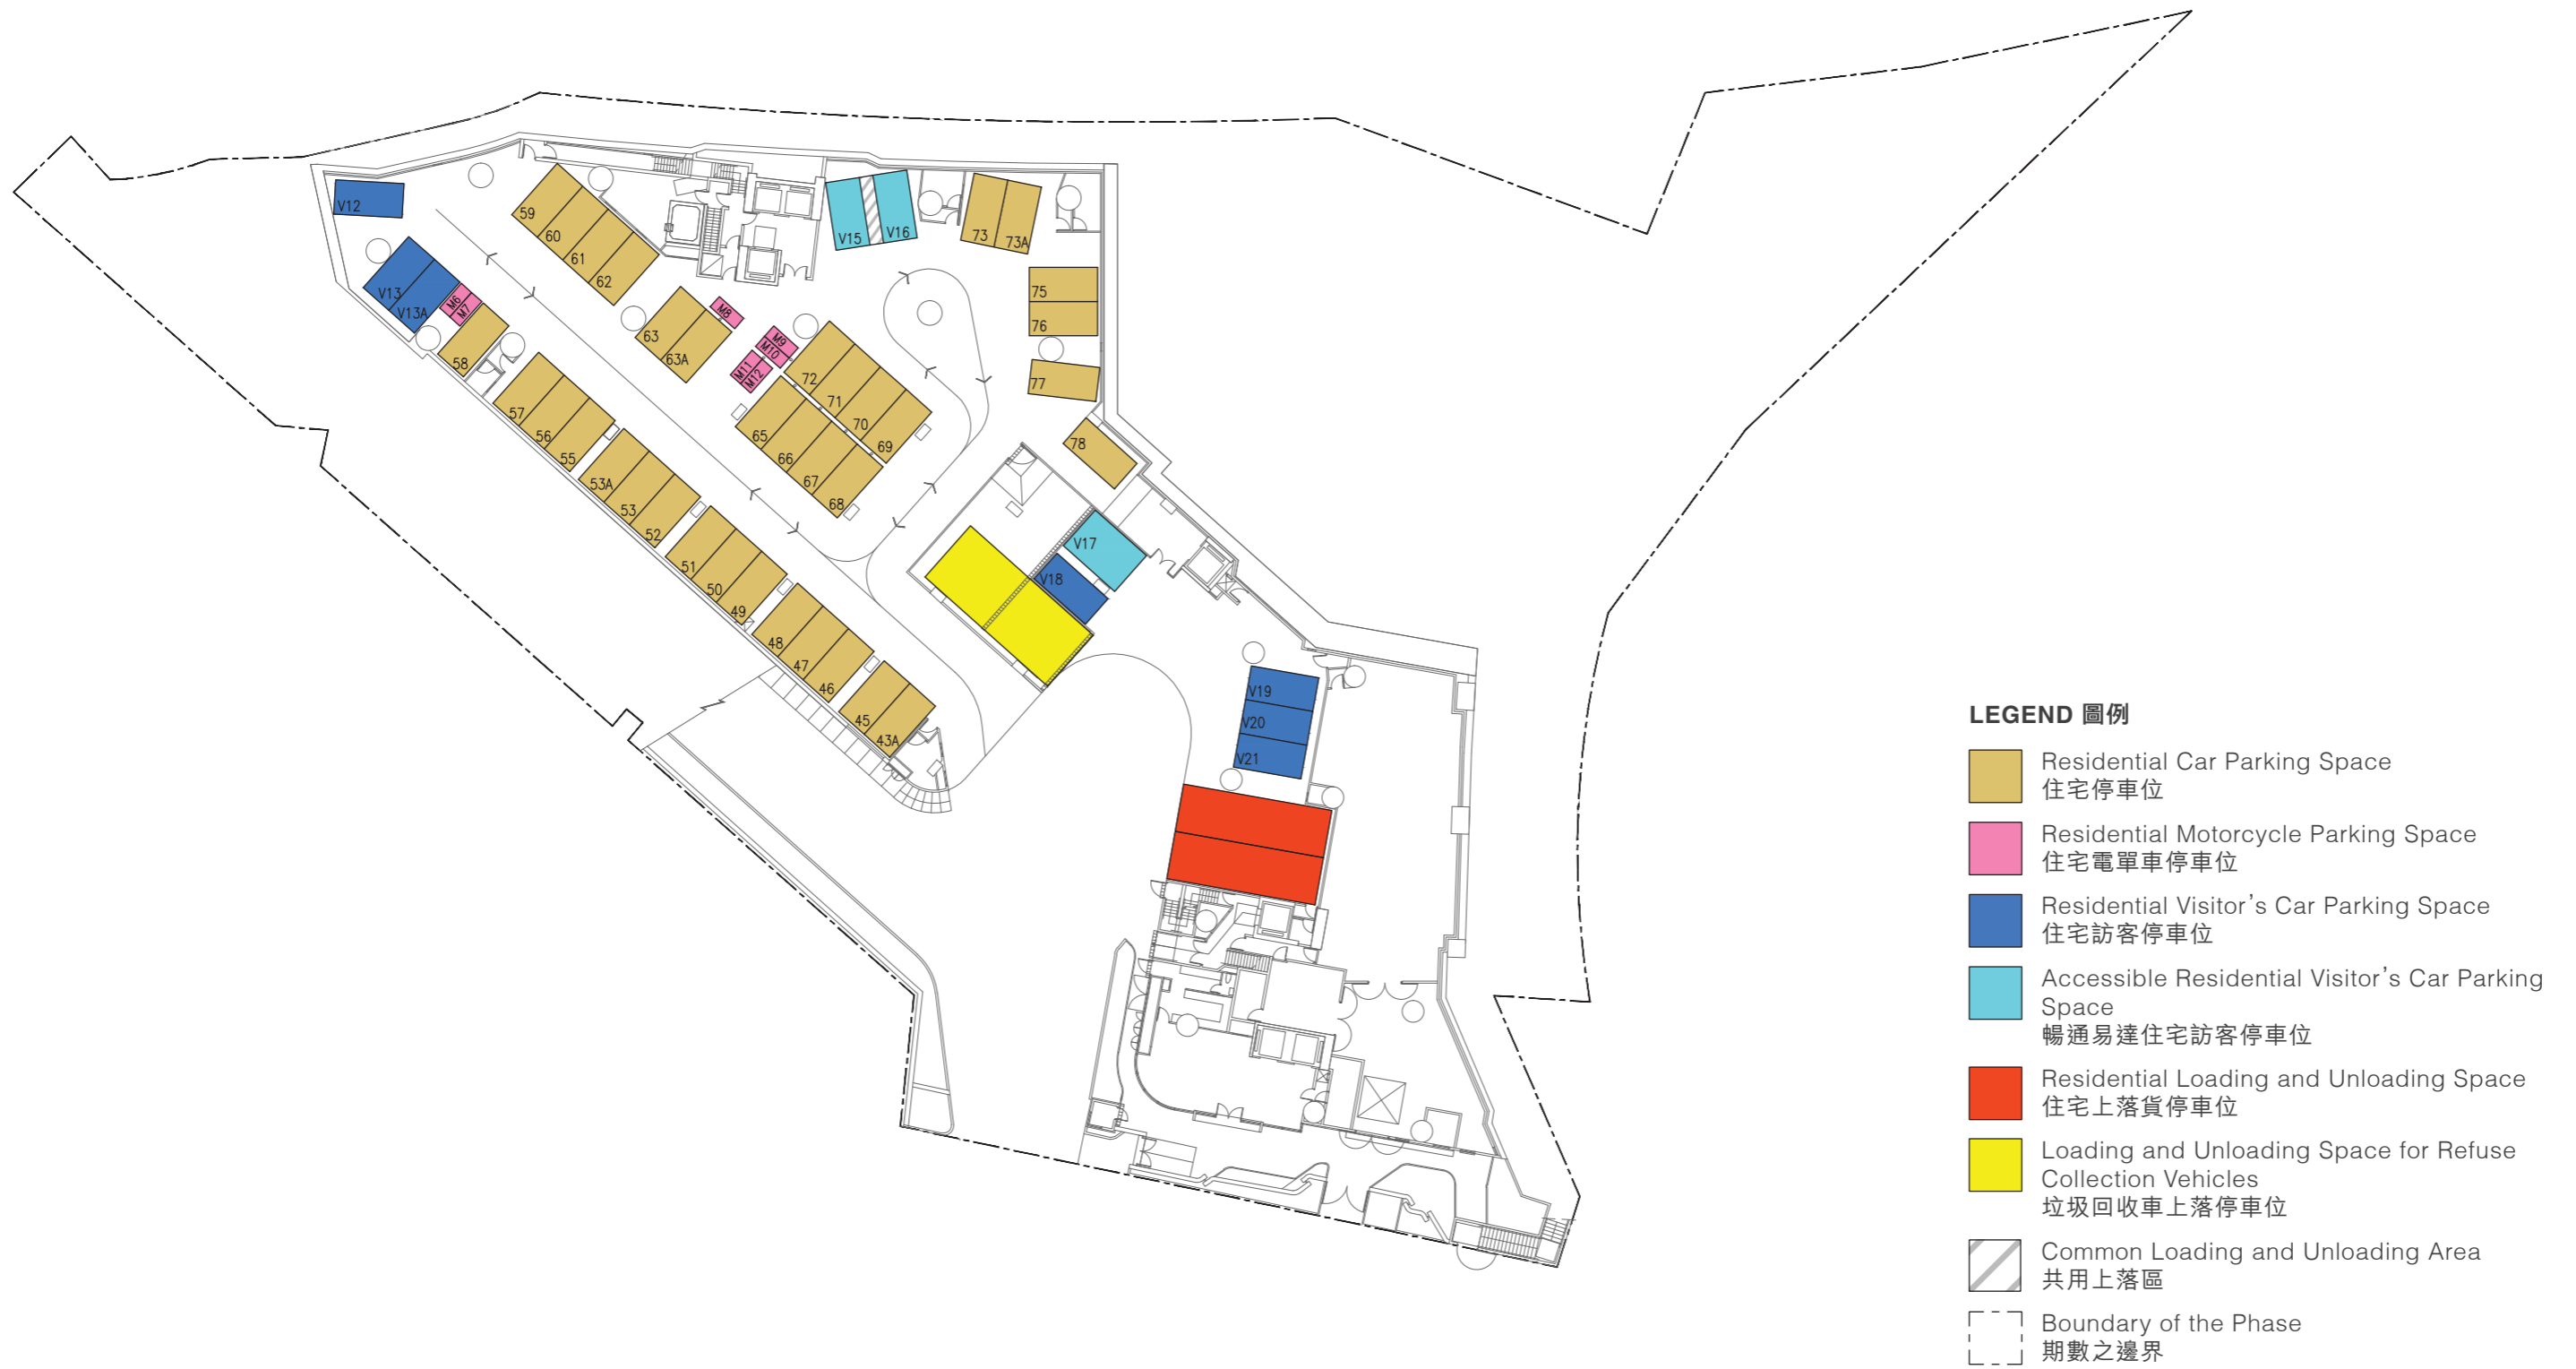 V12
59
60
61
62
V15
V16
73
73A
V13
V13A
M6
M7
58
63
63A
M8
M9
M10
M11
M12
75
76
77
78
72
71
70
69
65
66
67
68
57
56
55
53A
53
52
51
50
49
48
47
46
45
43A
V17
V18
V19
V20
V21
LEGEND 圖例
Residential Car Parking Space
住宅停車位
Residential Motorcycle Parking Space
住宅電單車停車位
Residential Visitor's Car Parking Space
住宅訪客停車位
Accessible Residential Visitor's Car Parking
Space
暢通易達住宅訪客停車位
Residential Loading and Unloading Space
住宅上落貨停車位
Loading and Unloading Space for Refuse
Collection Vehicles
垃圾回收車上落停車位
Common Loading and Unloading Area
共用上落區
Boundary of the Phase
期數之邊界